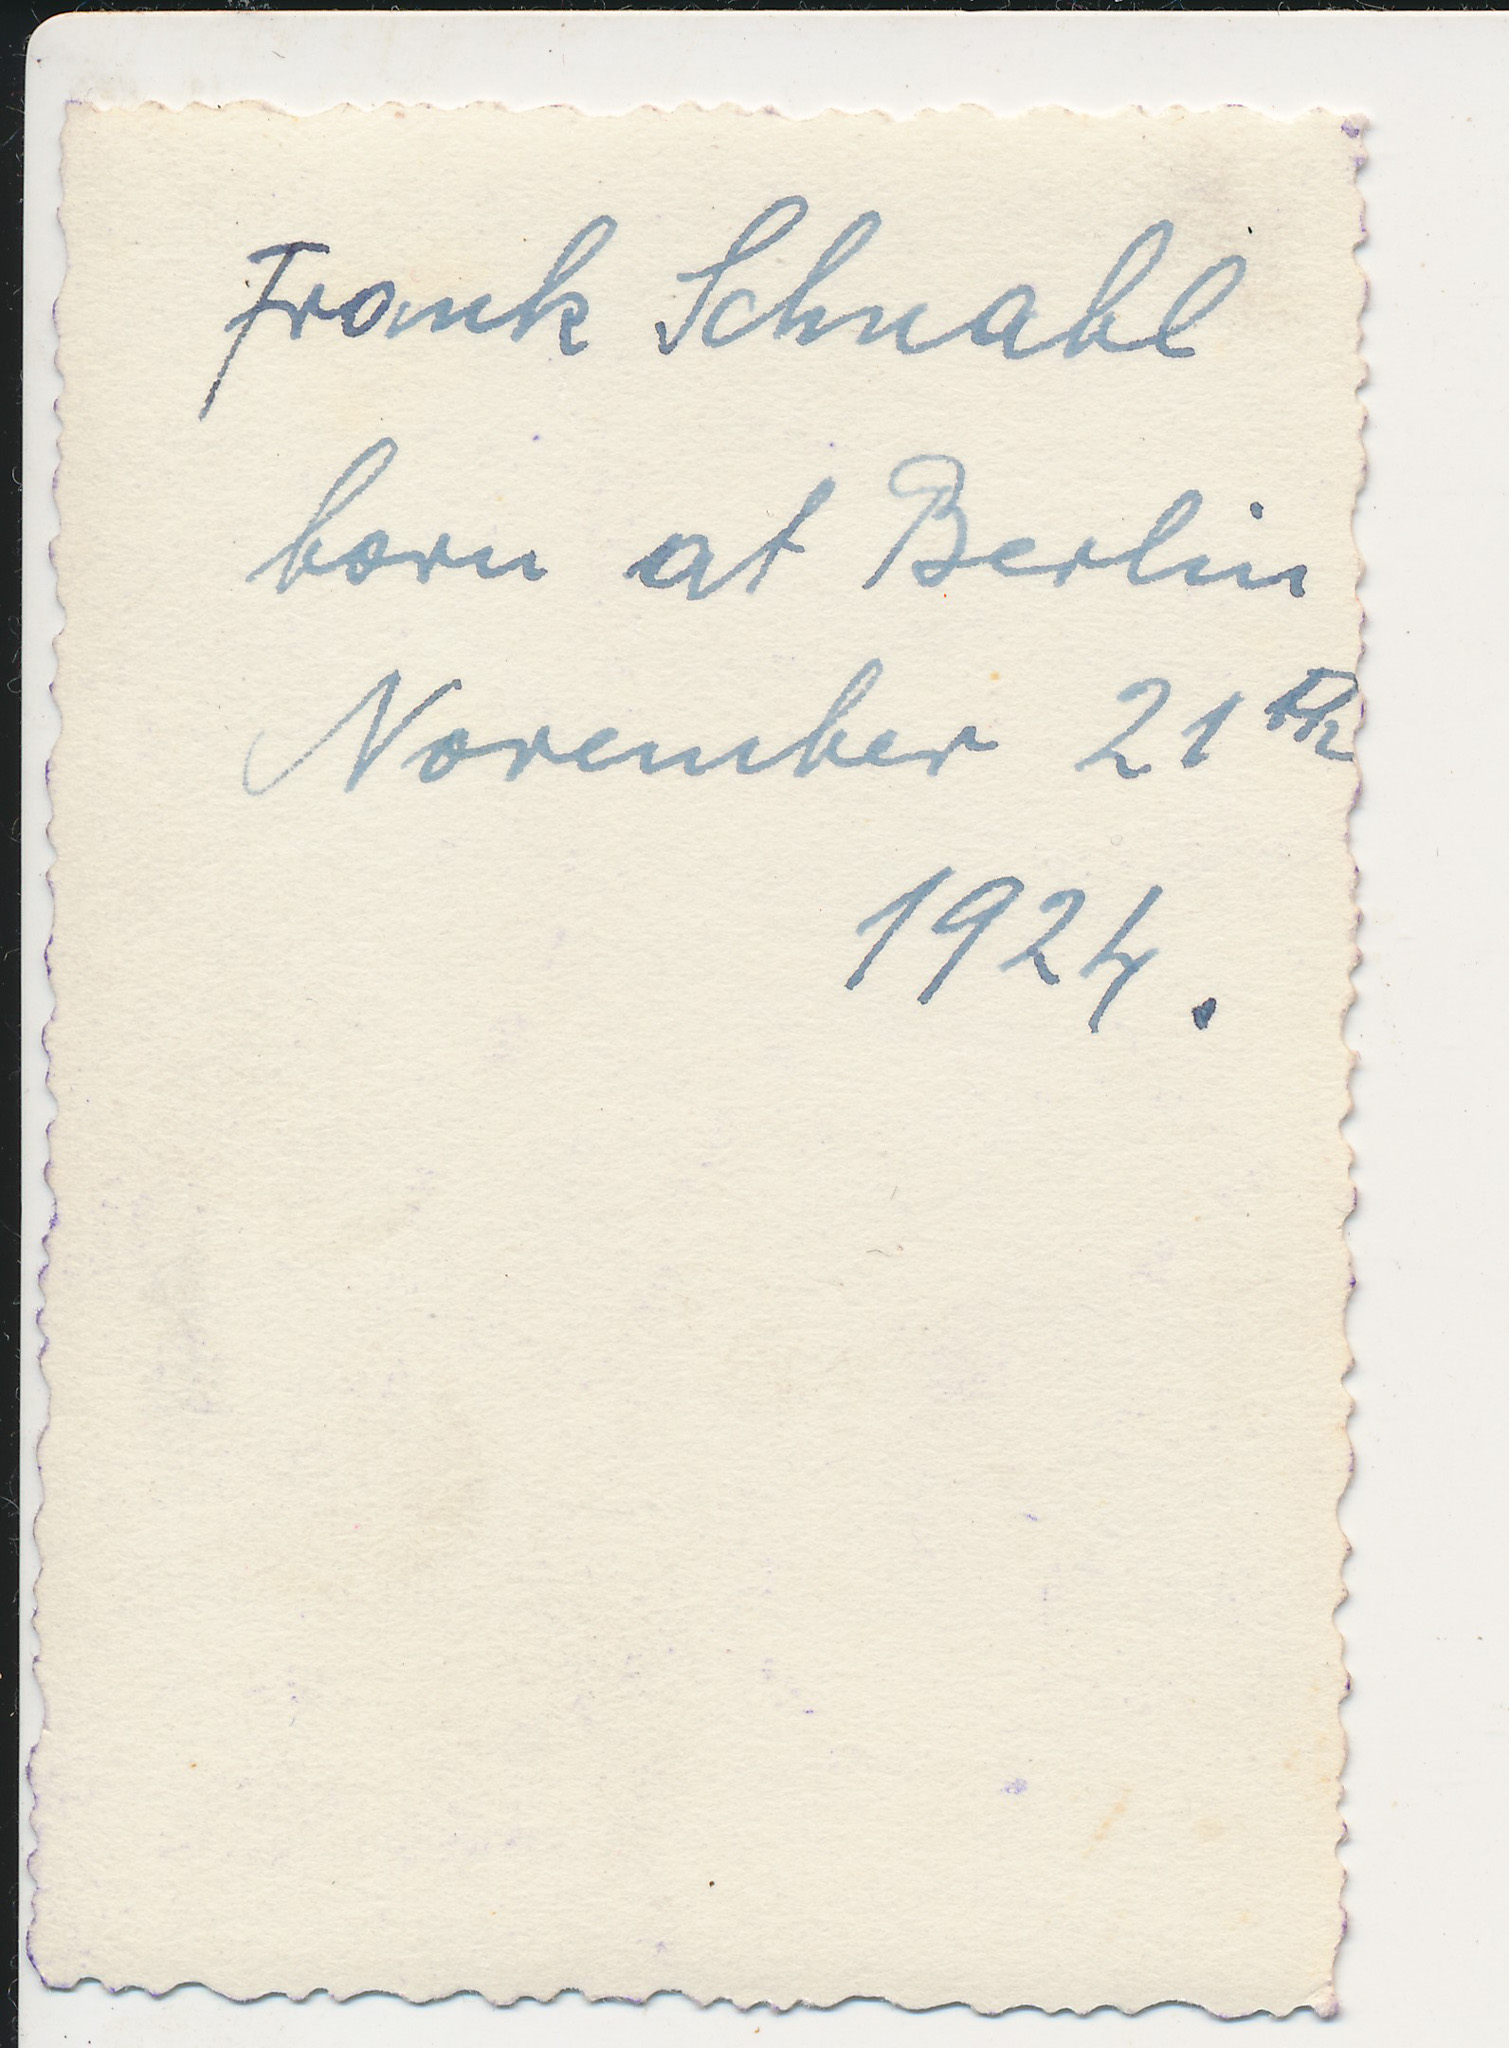 Frank Schnabl
born at Berlin
November 21th
1924.